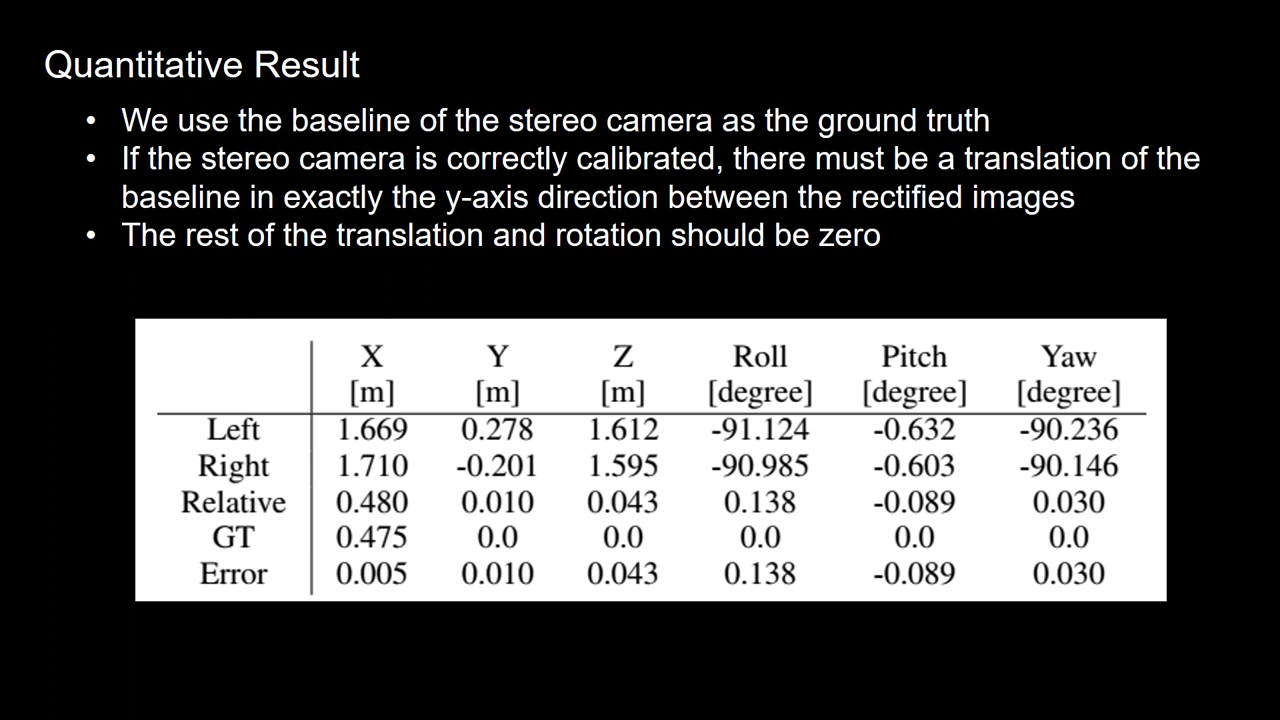 Quantitative Result
• We use the baseline of the stereo camera as the ground truth
• If the stereo camera is correctly calibrated, there must be a translation of the
baseline in exactly the y-axis direction between the rectified images
• The rest of the translation and rotation should be zero
X Y Z Roll Pitch Yaw
[m] [m] [m] [degree] [degree] [degree]
Left 1.669 0.278 1.612 -91.124 -0.632 -90.236
Right 1.710 -0.201 1.595 -90.985 -0.603 -90.146
Relative 0.480 0.010 0.043 0.138 -0.089 0.030
GT 0.475 0.0 0.0 0.0 0.0 0.0
Error 0.005 0.010 0.043 0.138 -0.089 0.030